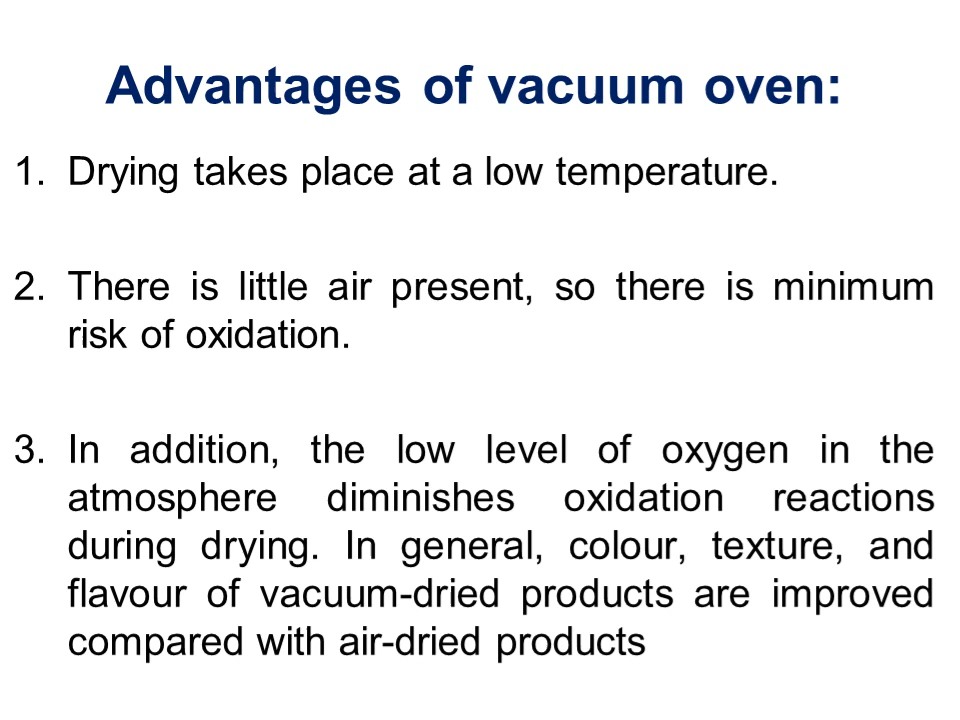 Advantages of vacuum oven:
1. Drying takes place at a low temperature.
2. There is little air present, so there is minimum
risk of oxidation.
3. In addition, the low level of oxygen in the
atmosphere diminishes oxidation reactions
during drying. In general, colour, texture, and
flavour of vacuum-dried products are improved
compared with air-dried products